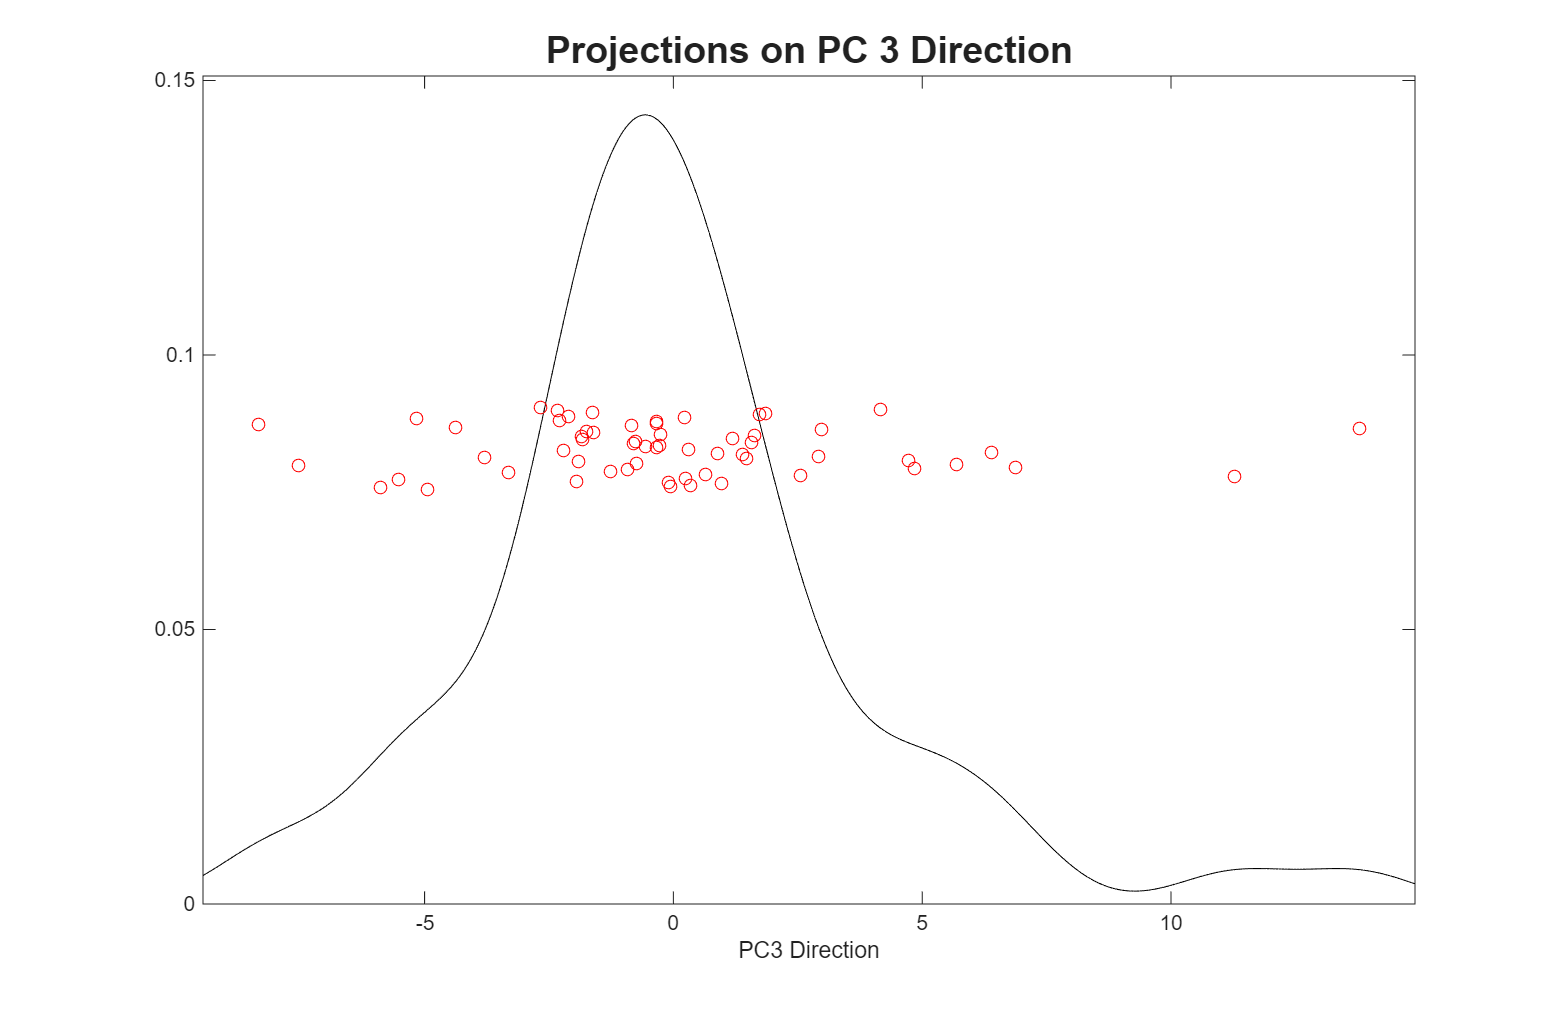 Projections on PC 3 Direction
0.15
0.1
0.05
0
-5 0 5 10
PC3 Direction